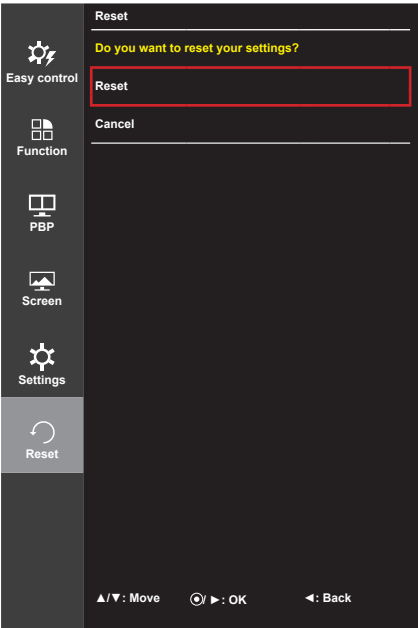 Easy control
Function
PBP
Screen
Settings
Reset
Reset
Do you want to reset your settings?
Reset
Cancel
▲/▼: Move
◉/ ►: OK
◄: Back